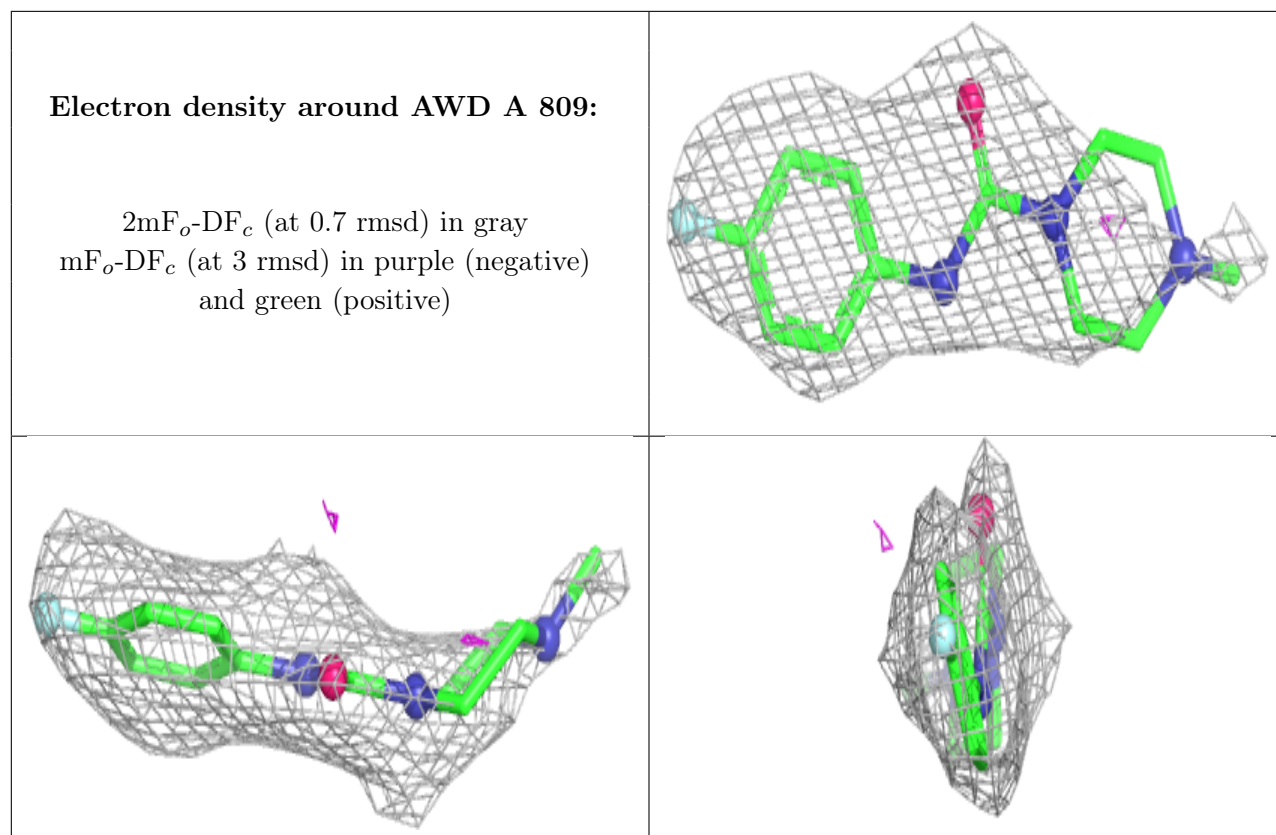 Electron density around AWD A 809:
2mFo-DFc (at 0.7 rmsd) in gray
mFo-DFc (at 3 rmsd) in purple (negative)
and green (positive)